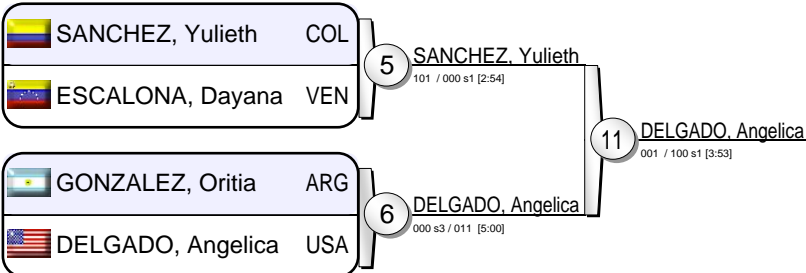 SANCHEZ, Yulieth COL
ESCALONA, Dayana VEN
5
SANCHEZ, Yulieth
101 / 000 s1 [2:54]
GONZALEZ, Oritia ARG
DELGADO, Angelica USA
6
DELGADO, Angelica
000 s3 / 011 [5:00]
11
DELGADO, Angelica
001 / 100 s1 [3:53]